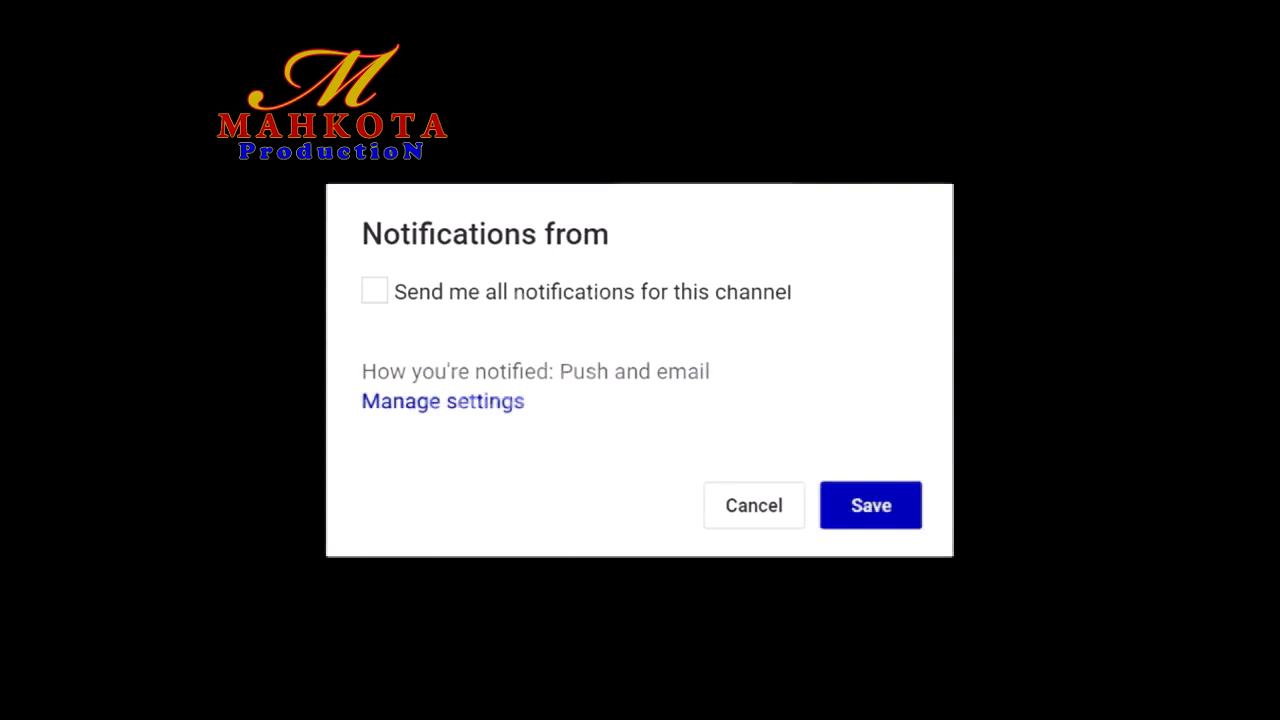 M
MAHKOTA
ProductioN
Notifications from
Send me all notifications for this channel
How you're notified: Push and email
Manage settings
Cancel
Save